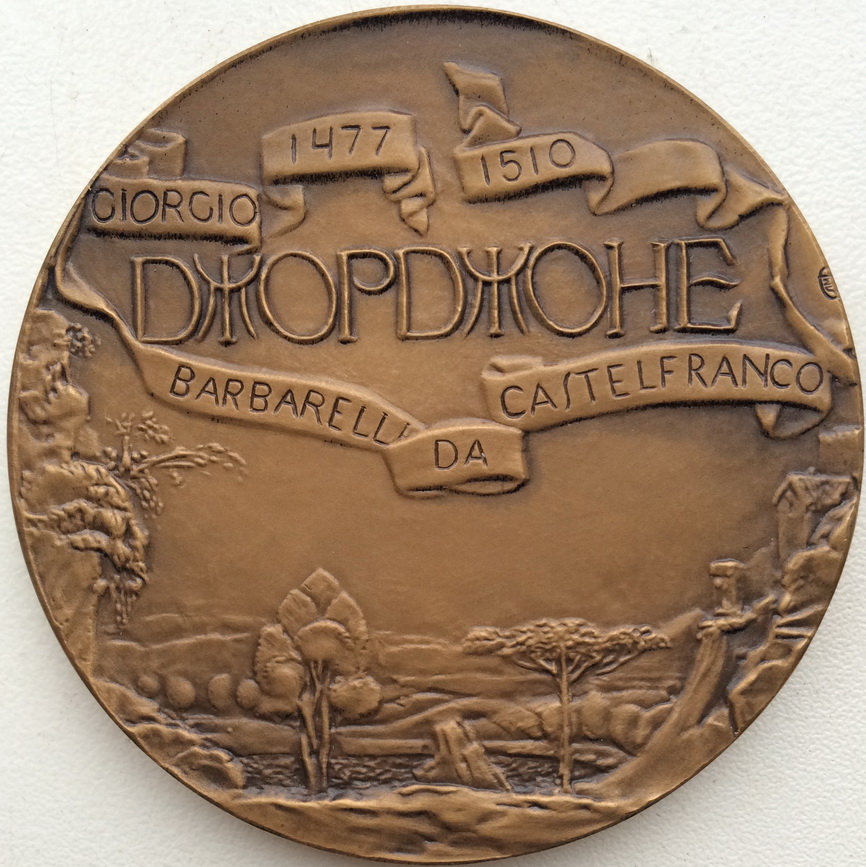 1477 1510
GIORGIO
ДЖОРДЖОНЕ
BARBARELLI DA CASTELFRANCO